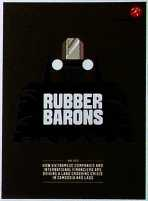 RUBBER
BARONS
HOW VIETNAMESE COMPANIES AND
INTERNATIONAL FINANCIERS ARE
DRIVING A LAND GRABBING CRISIS
IN CAMBODIA AND LAOS